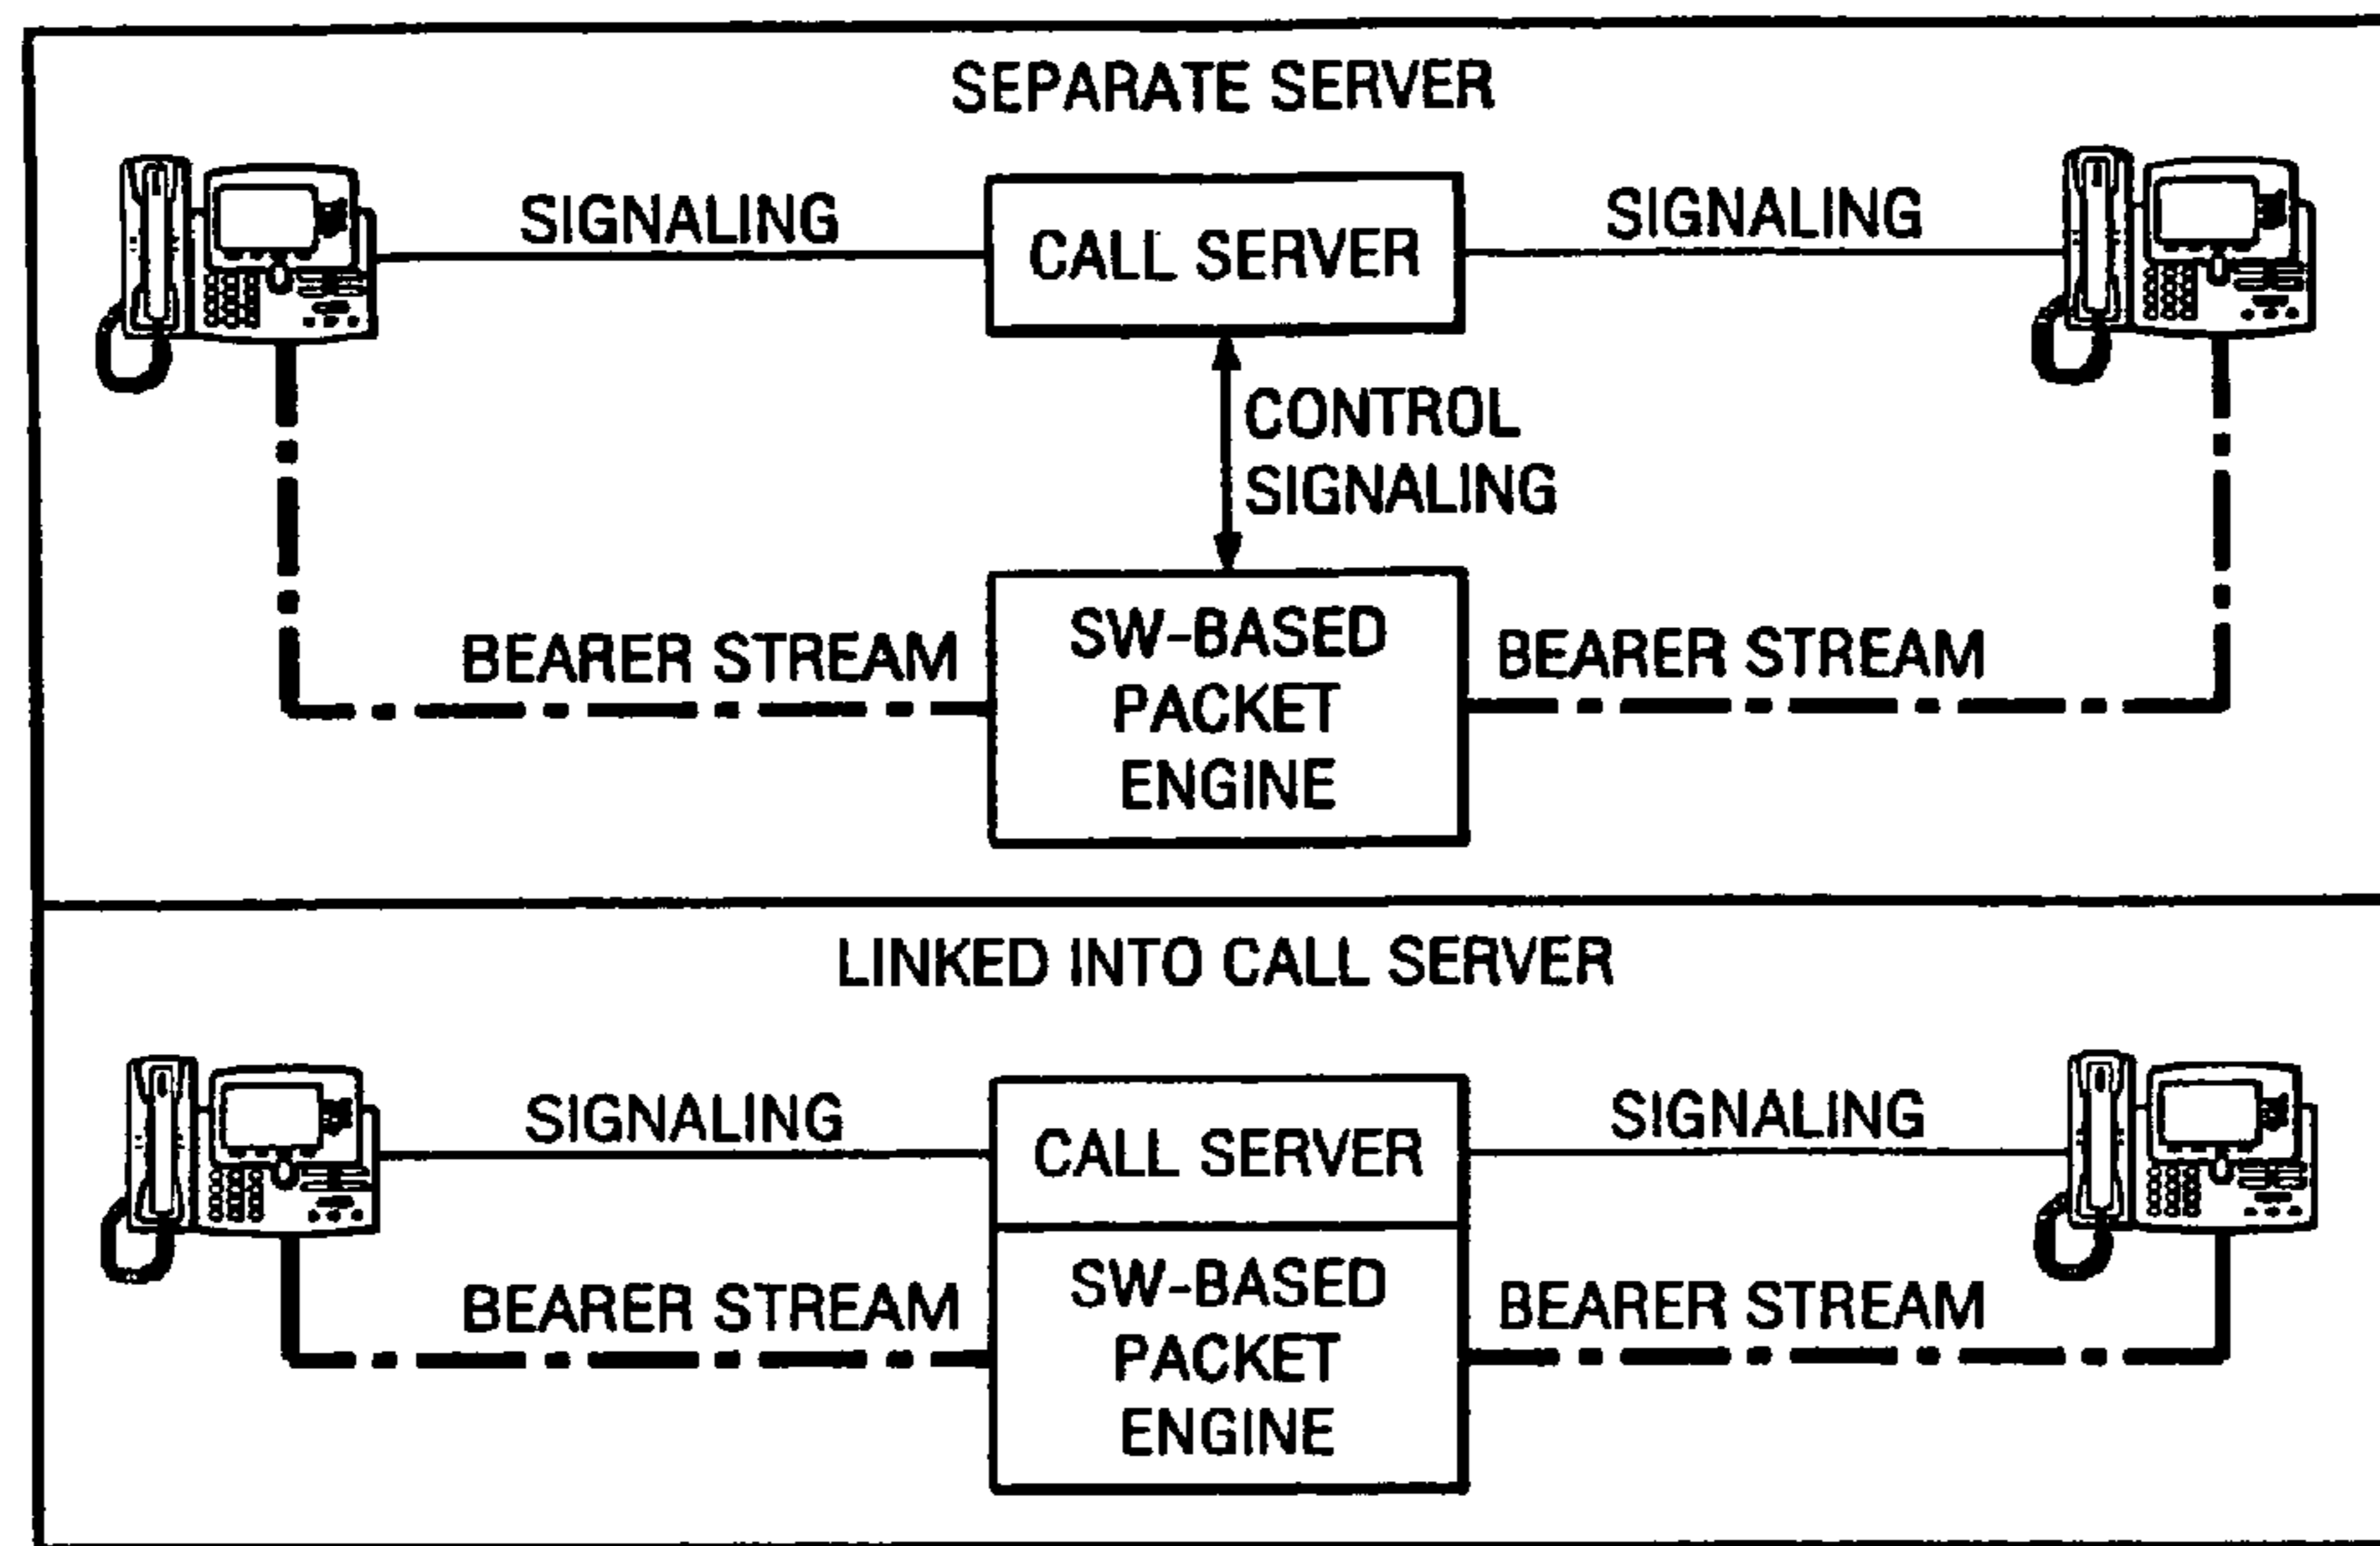 SEPARATE SERVER
SIGNALING
CALL SERVER
SIGNALING
CONTROL
SIGNALING
BEARER STREAM
SW-BASED
PACKET
ENGINE
BEARER STREAM
LINKED INTO CALL SERVER
SIGNALING
CALL SERVER
SIGNALING
BEARER STREAM
SW-BASED
PACKET
ENGINE
BEARER STREAM